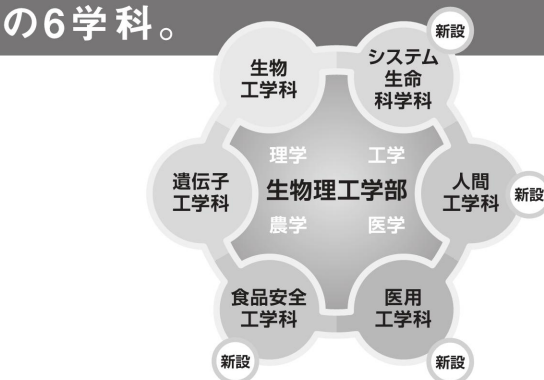 の6学科。
新設
生物
工学科
システム
生命
科学科
理学
工学
遺伝子
工学科
生物理工学部
人間
工学科
新設
農学
医学
食品安全
工学科
医用
工学科
新設
新設